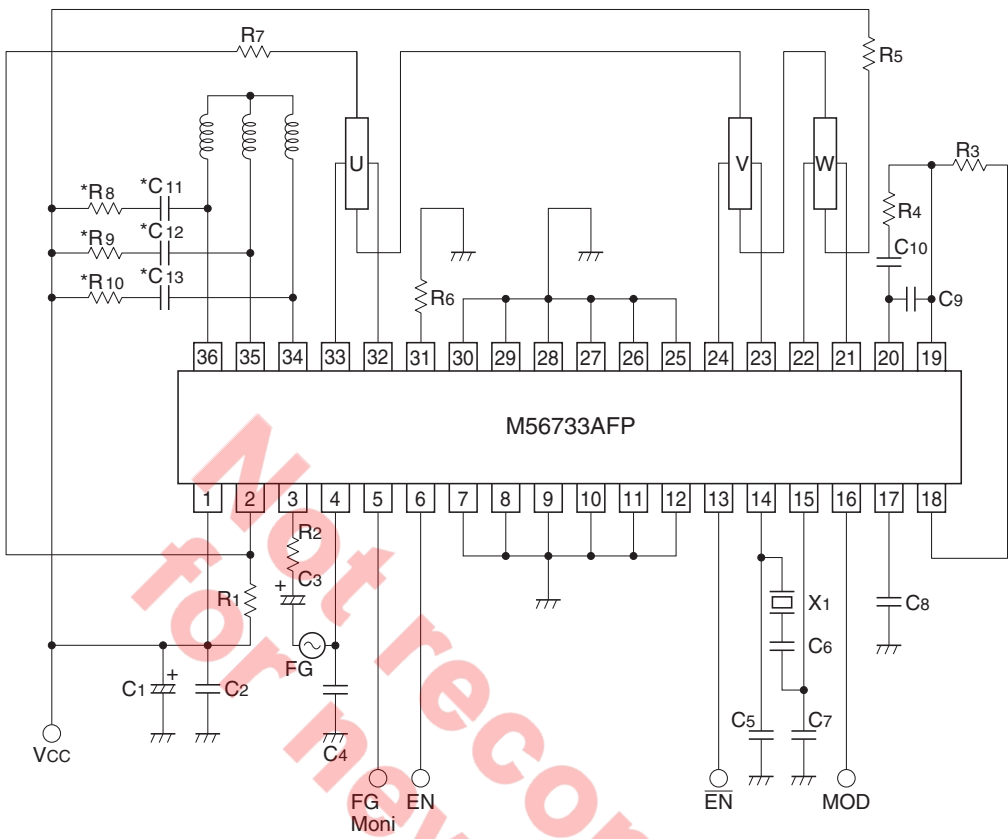 R7
R5
U
V
W
R3
*R8
*C11
R4
*R9
*C12
C10
*R10
*C13
R6
C9
36
35
34
33
32
31
30
29
28
27
26
25
24
23
22
21
20
19
M56733AFP
1
2
3
4
5
6
7
8
9
10
11
12
13
14
15
16
17
18
R2
C3
+
R1
X1
C8
C6
FG
+
C1
C2
C4
C5
C7
VCC
FG
Moni
EN
EN
MOD
Not recon
for new